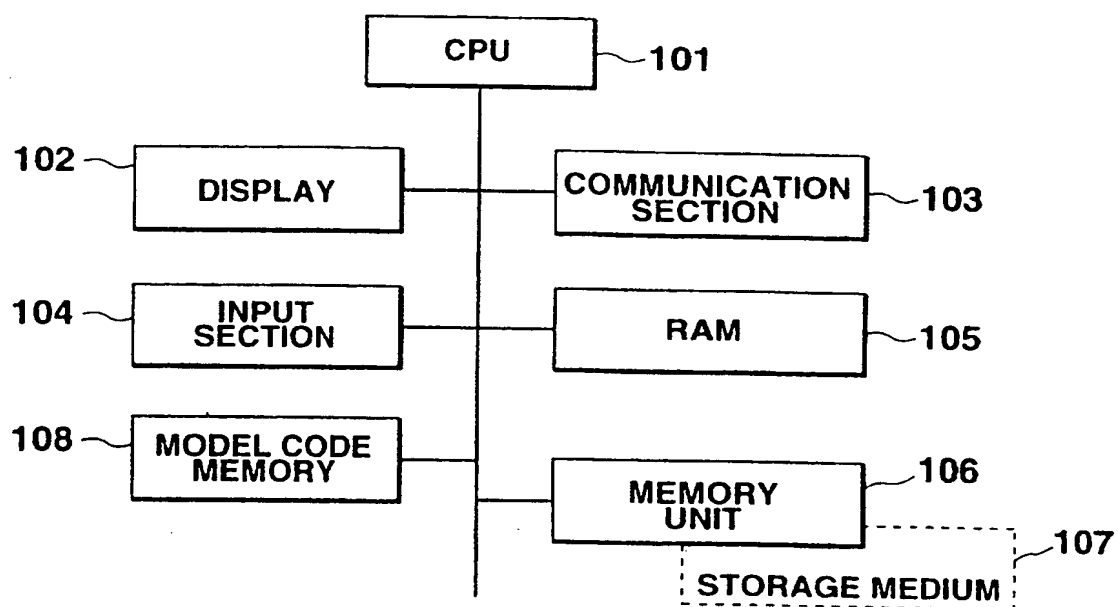 CPU
101
102
DISPLAY
COMMUNICATION
SECTION
103
104
INPUT
SECTION
RAM
105
108
MODEL CODE
MEMORY
MEMORY
UNIT
106
107
STORAGE MEDIUM